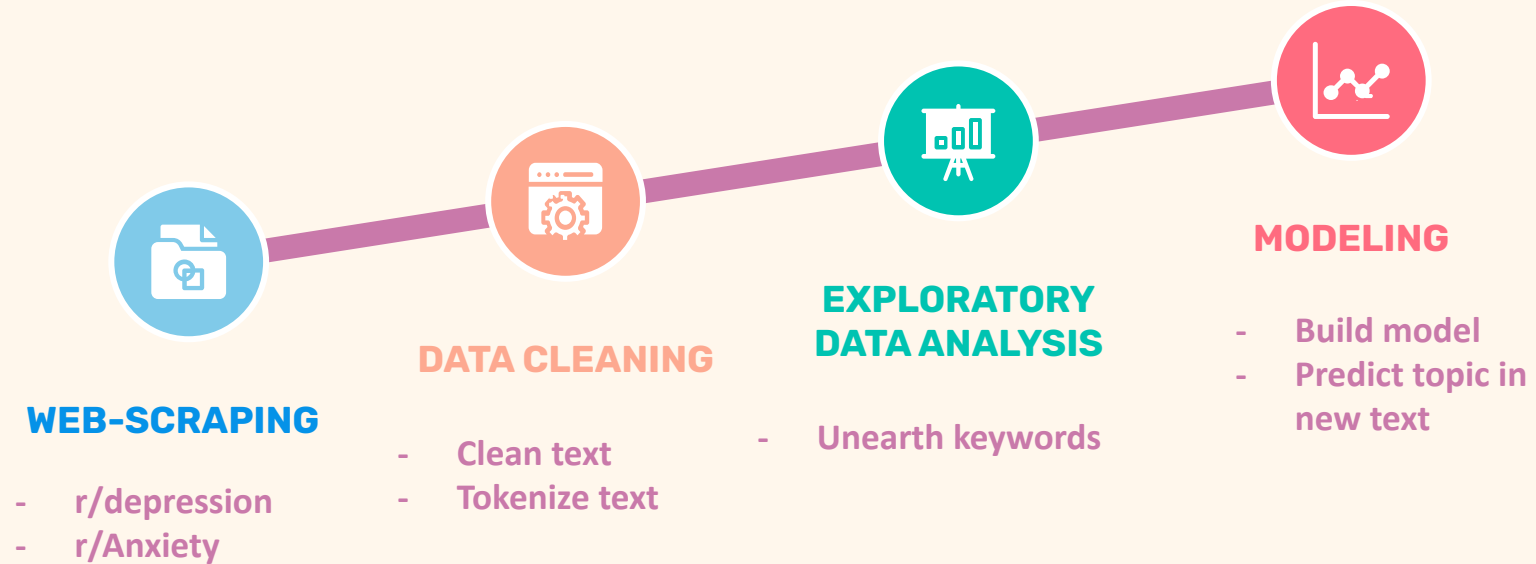 WEB-SCRAPING
- r/depression
- r/Anxiety
DATA CLEANING
- Clean text
- Tokenize text
EXPLORATORY
DATA ANALYSIS
- Unearth keywords
MODELING
- Build model
- Predict topic in
new text